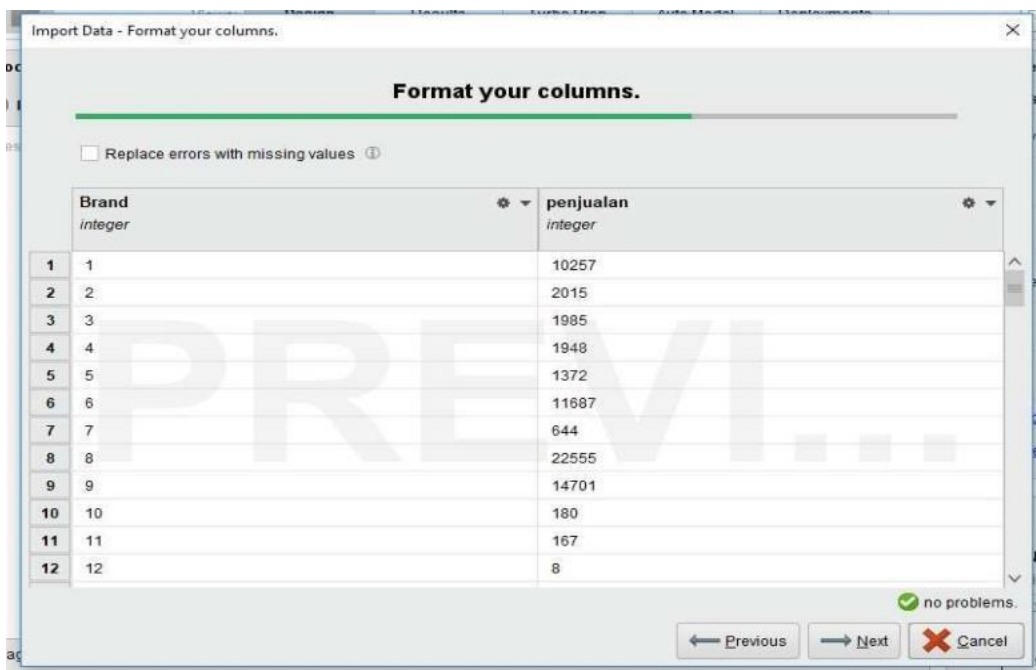 Import Data - Format your columns.
Format your columns.
Replace errors with missing values
Brand penjualan
integer integer
1 1 10257
2 2 2015
3 3 1985
4 4 1948
5 5 1372
6 6 11687
7 7 644
8 8 22555
9 9 14701
10 10 180
11 11 167
12 12 8
PREVI...
no problems.
Previous Next Cancel